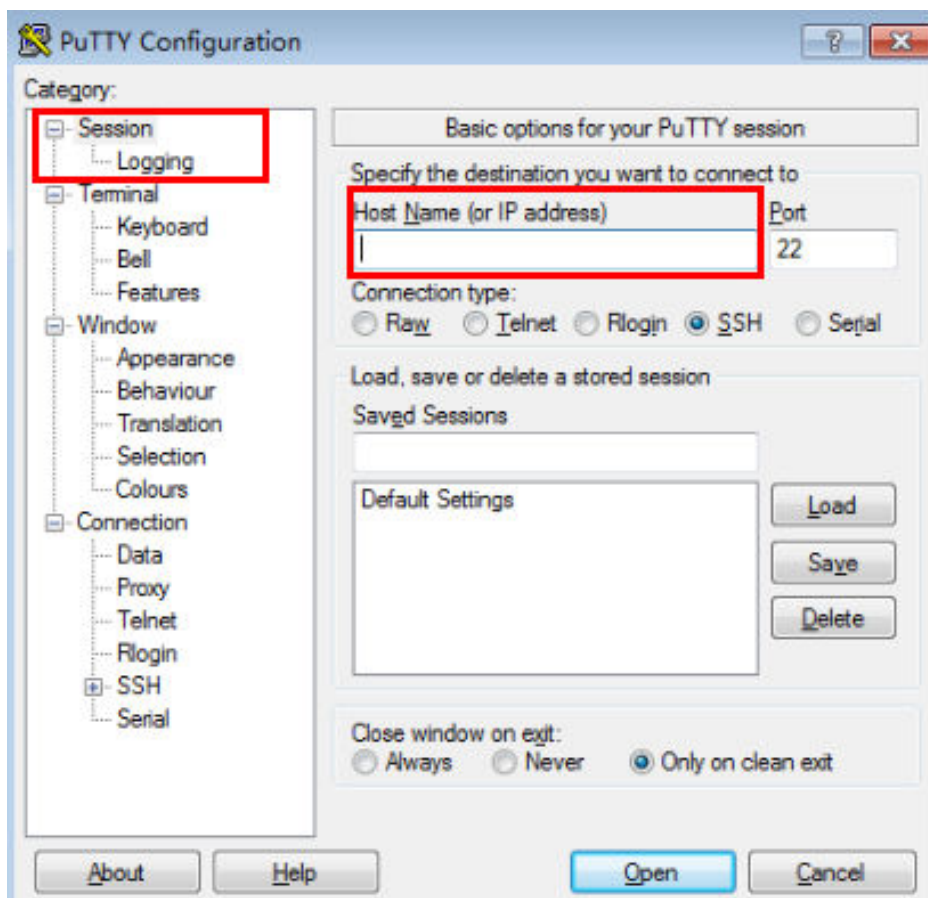 PuTTY Configuration
Category:
Session
Logging
Terminal
Keyboard
Bell
Features
Window
Appearance
Behaviour
Translation
Selection
Colours
Connection
Data
Proxy
Telnet
Rlogin
SSH
Serial
Basic options for your PuTTY session
Specify the destination you want to connect to
Host Name (or IP address) Port
22
Connection type:
Raw Telnet Rlogin SSH Serial
Load, save or delete a stored session
Saved Sessions
Default Settings
Load
Save
Delete
Close window on exit:
Always Never Only on clean exit
About Help Open Cancel